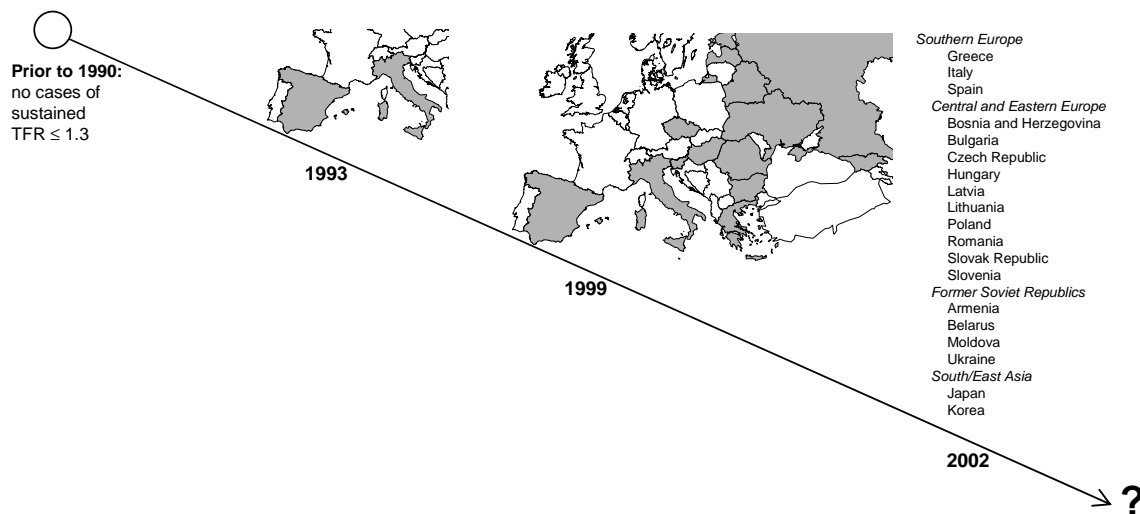 Prior to 1990:
no cases of
sustained
TFR ≤ 1.3
1993
1999
Southern Europe
Greece
Italy
Spain
Central and Eastern Europe
Bosnia and Herzegovina
Bulgaria
Czech Republic
Hungary
Latvia
Lithuania
Poland
Romania
Slovak Republic
Slovenia
Former Soviet Republics
Armenia
Belarus
Moldova
Ukraine
South/East Asia
Japan
Korea
2002
?